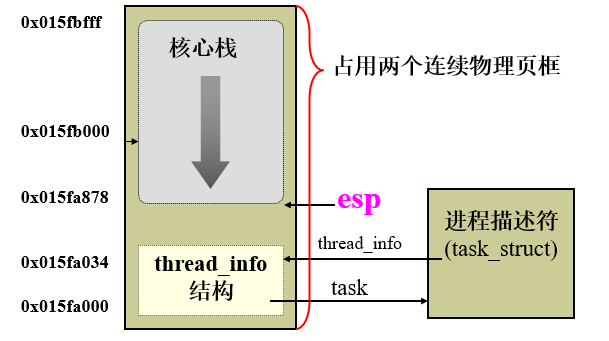 0x015fbfff
核心栈
占用两个连续物理页框
0x015fb000
0x015fa878
esp
进程描述符
(task_struct)
thread_info
0x015fa034
thread_info
结构
task
0x015fa000